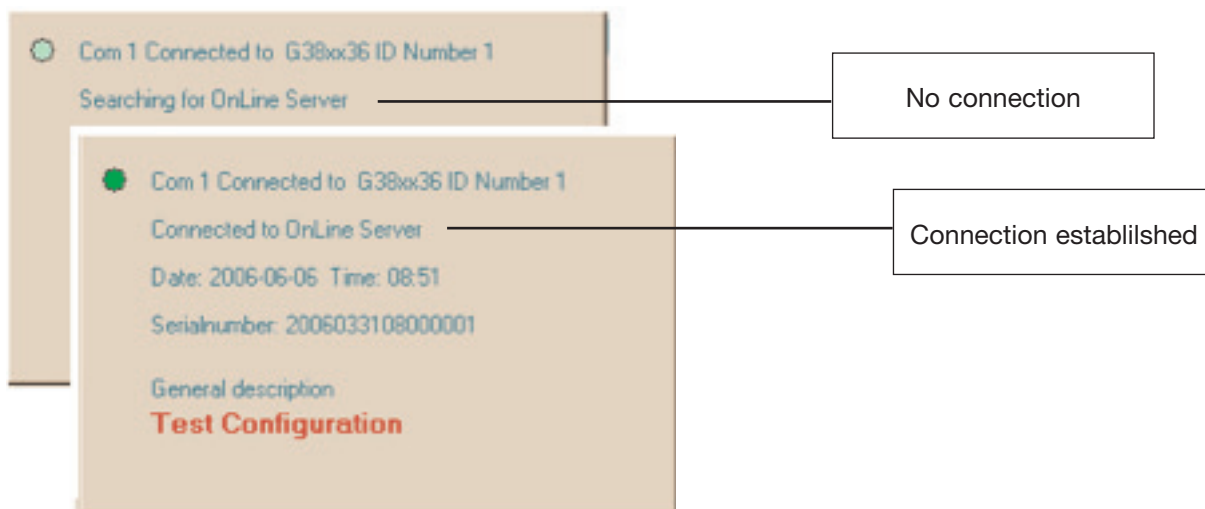 Com 1 Connected to G38xx36 ID Number 1
Searching for OnLine Server
No connection
Com 1 Connected to G38xx36 ID Number 1
Connected to OnLine Server
Connection establilshed
Date: 2006-06-06 Time: 08:51
Serialnumber: 2006033108000001
General description
Test Configuration